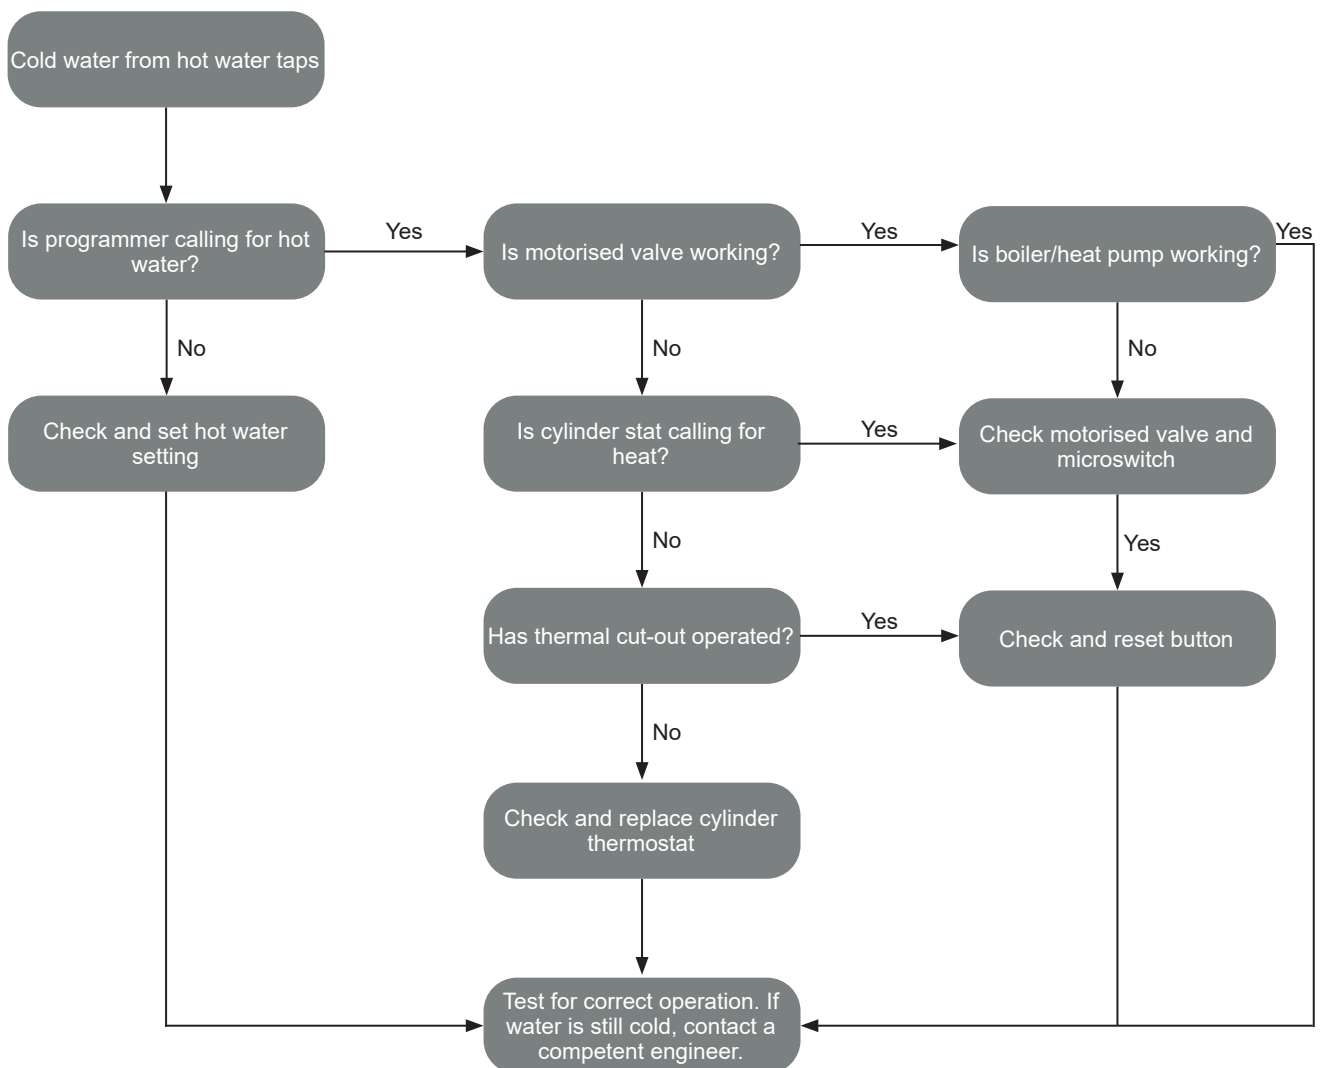 Cold water from hot water taps
Is programmer calling for hot
water?
Yes
Is motorised valve working?
Yes
Is boiler/heat pump working?
Yes
No
No
No
Check and set hot water
setting
Is cylinder stat calling for
heat?
Yes
Check motorised valve and
microswitch
No
Yes
Has thermal cut-out operated?
Yes
Check and reset button
No
Check and replace cylinder
thermostat
Test for correct operation. If
water is still cold, contact a
competent engineer.